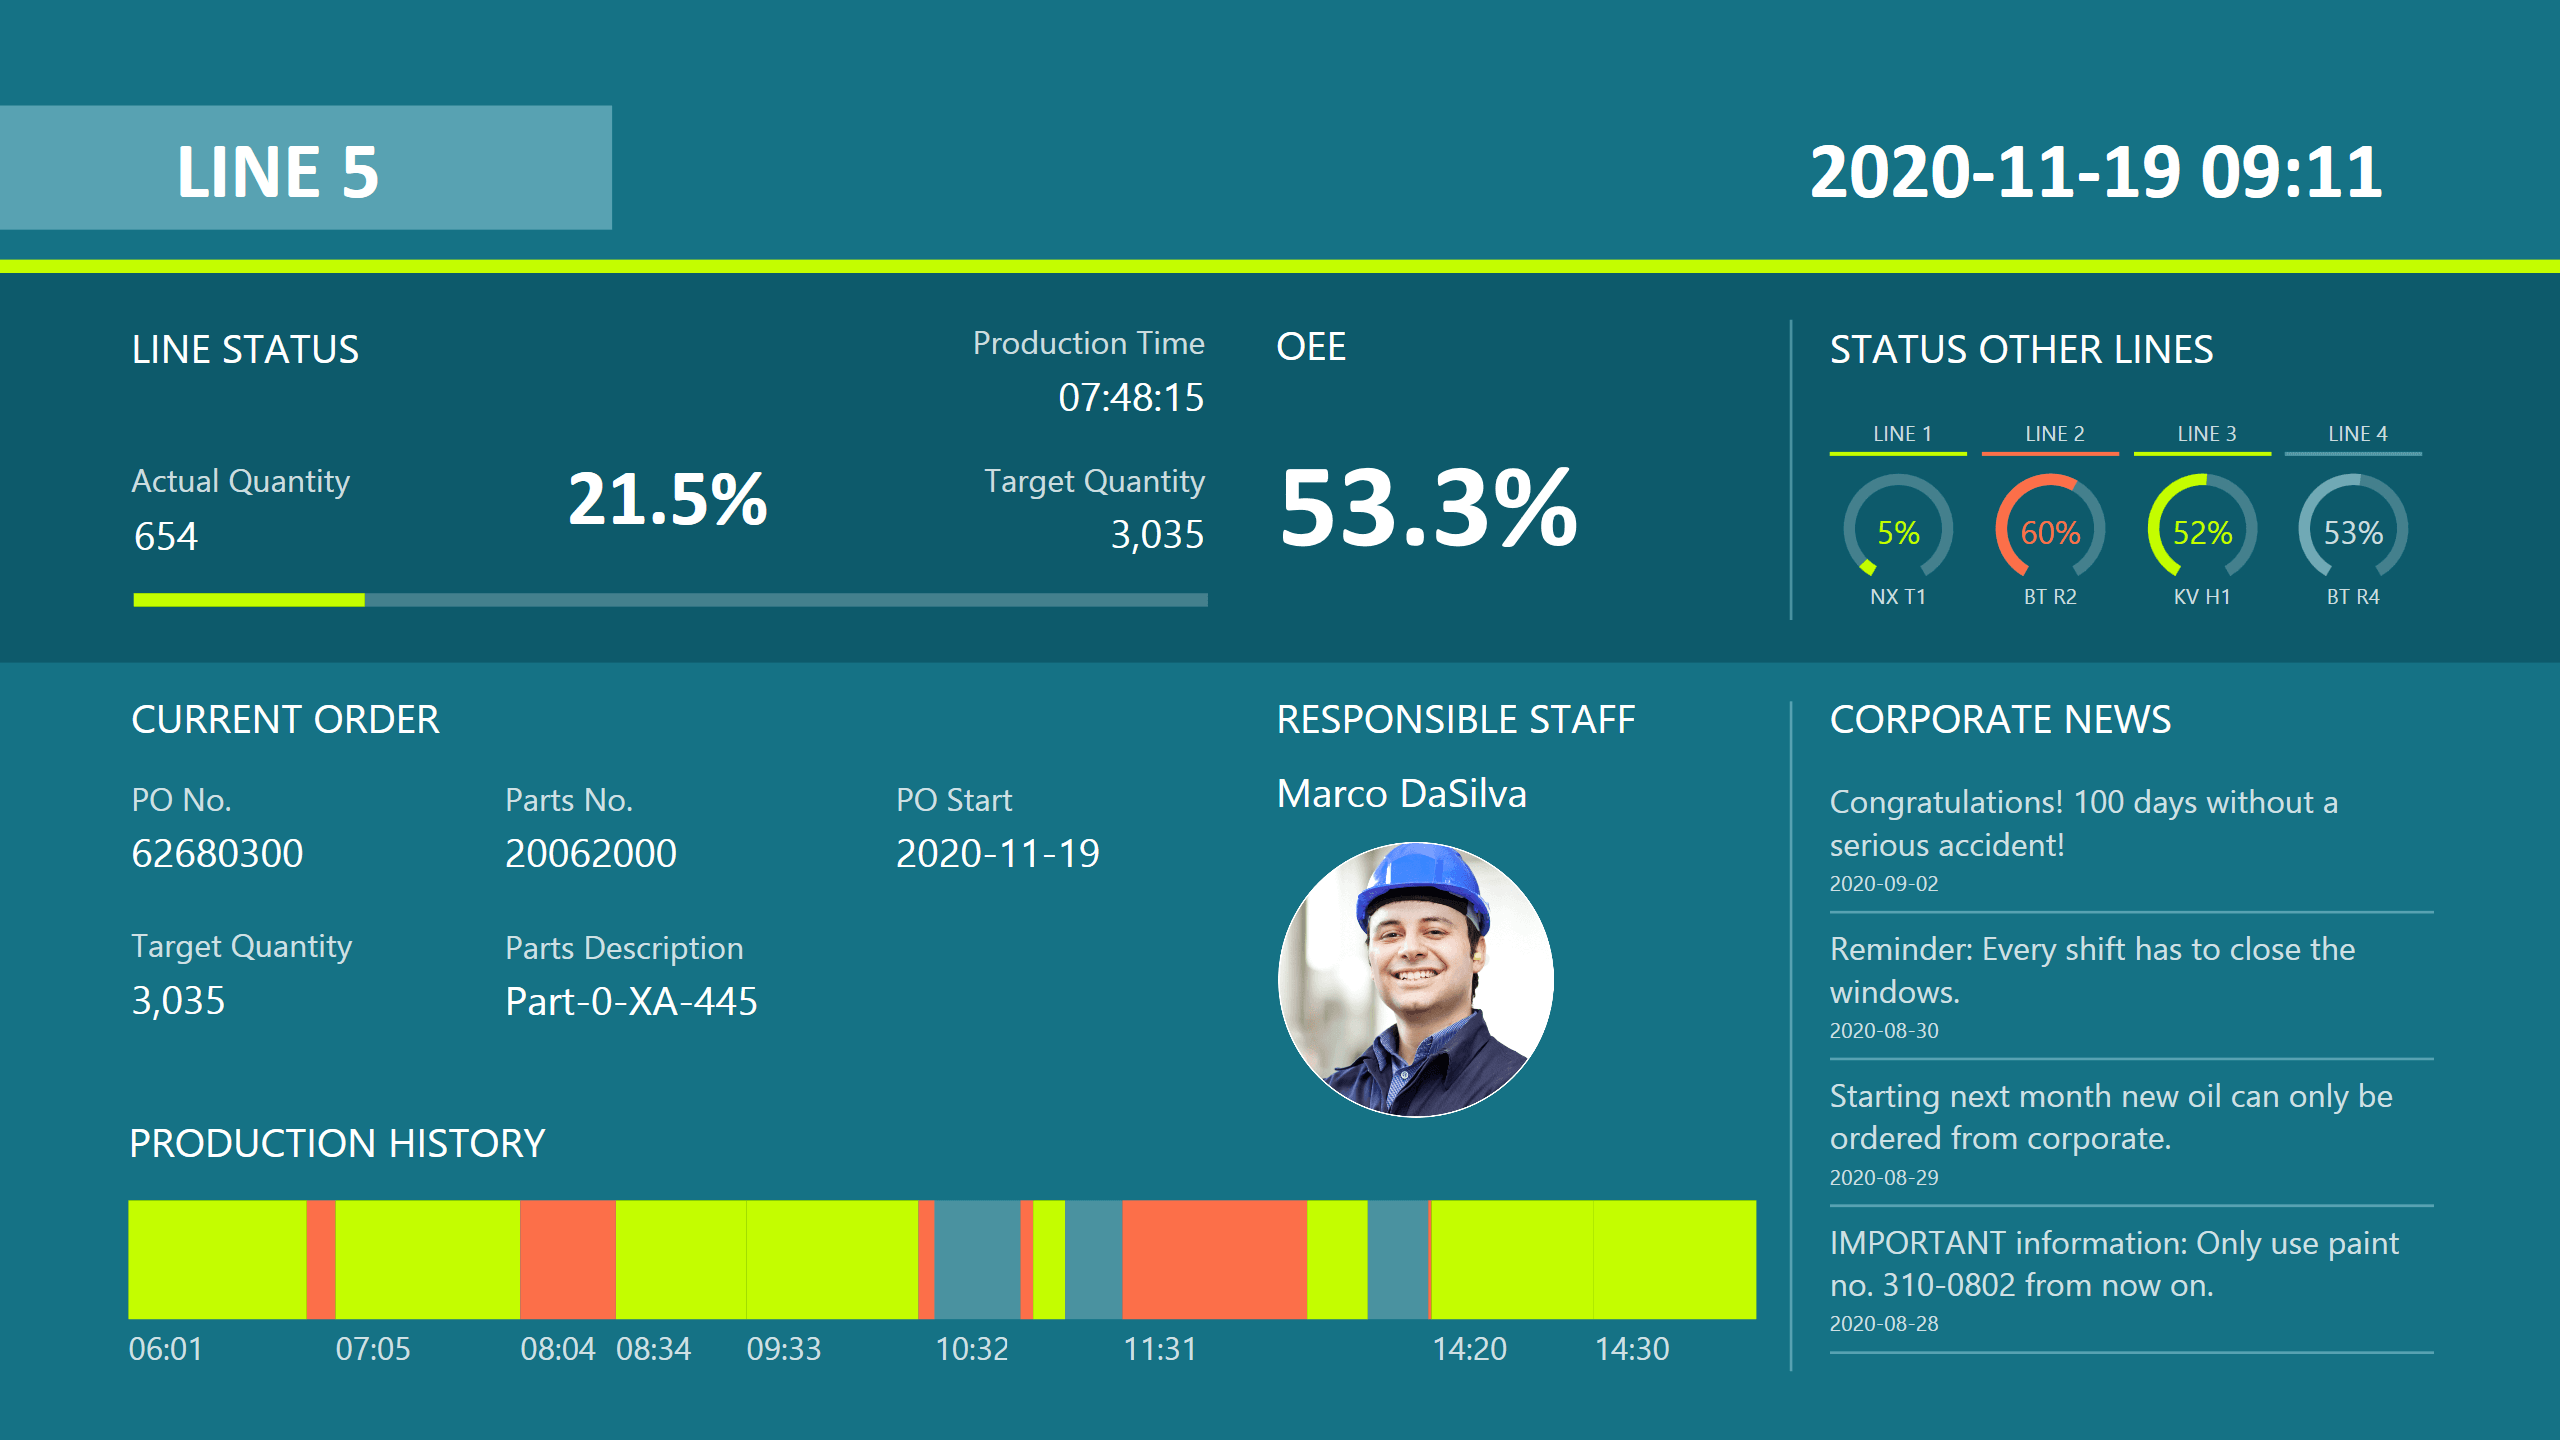 LINE 5
2020-11-19 09:11
LINE STATUS
Production Time
07:48:15
Actual Quantity
654
21.5%
Target Quantity
3,035
OEE
53.3%
STATUS OTHER LINES
LINE 1 LINE 2 LINE 3 LINE 4
5% 60% 52% 53%
NX T1 BT R2 KV H1 BT R4
CURRENT ORDER
PO No. Parts No. PO Start
62680300 20062000 2020-11-19
Target Quantity Parts Description
3,035 Part-0-XA-445
RESPONSIBLE STAFF
Marco DaSilva
PRODUCTION HISTORY
06:01 07:05 08:04 08:34 09:33 10:32 11:31 14:20 14:30
CORPORATE NEWS
Congratulations! 100 days without a
serious accident!
2020-09-02
Reminder: Every shift has to close the
windows.
2020-08-30
Starting next month new oil can only be
ordered from corporate.
2020-08-29
IMPORTANT information: Only use paint
no. 310-0802 from now on.
2020-08-28